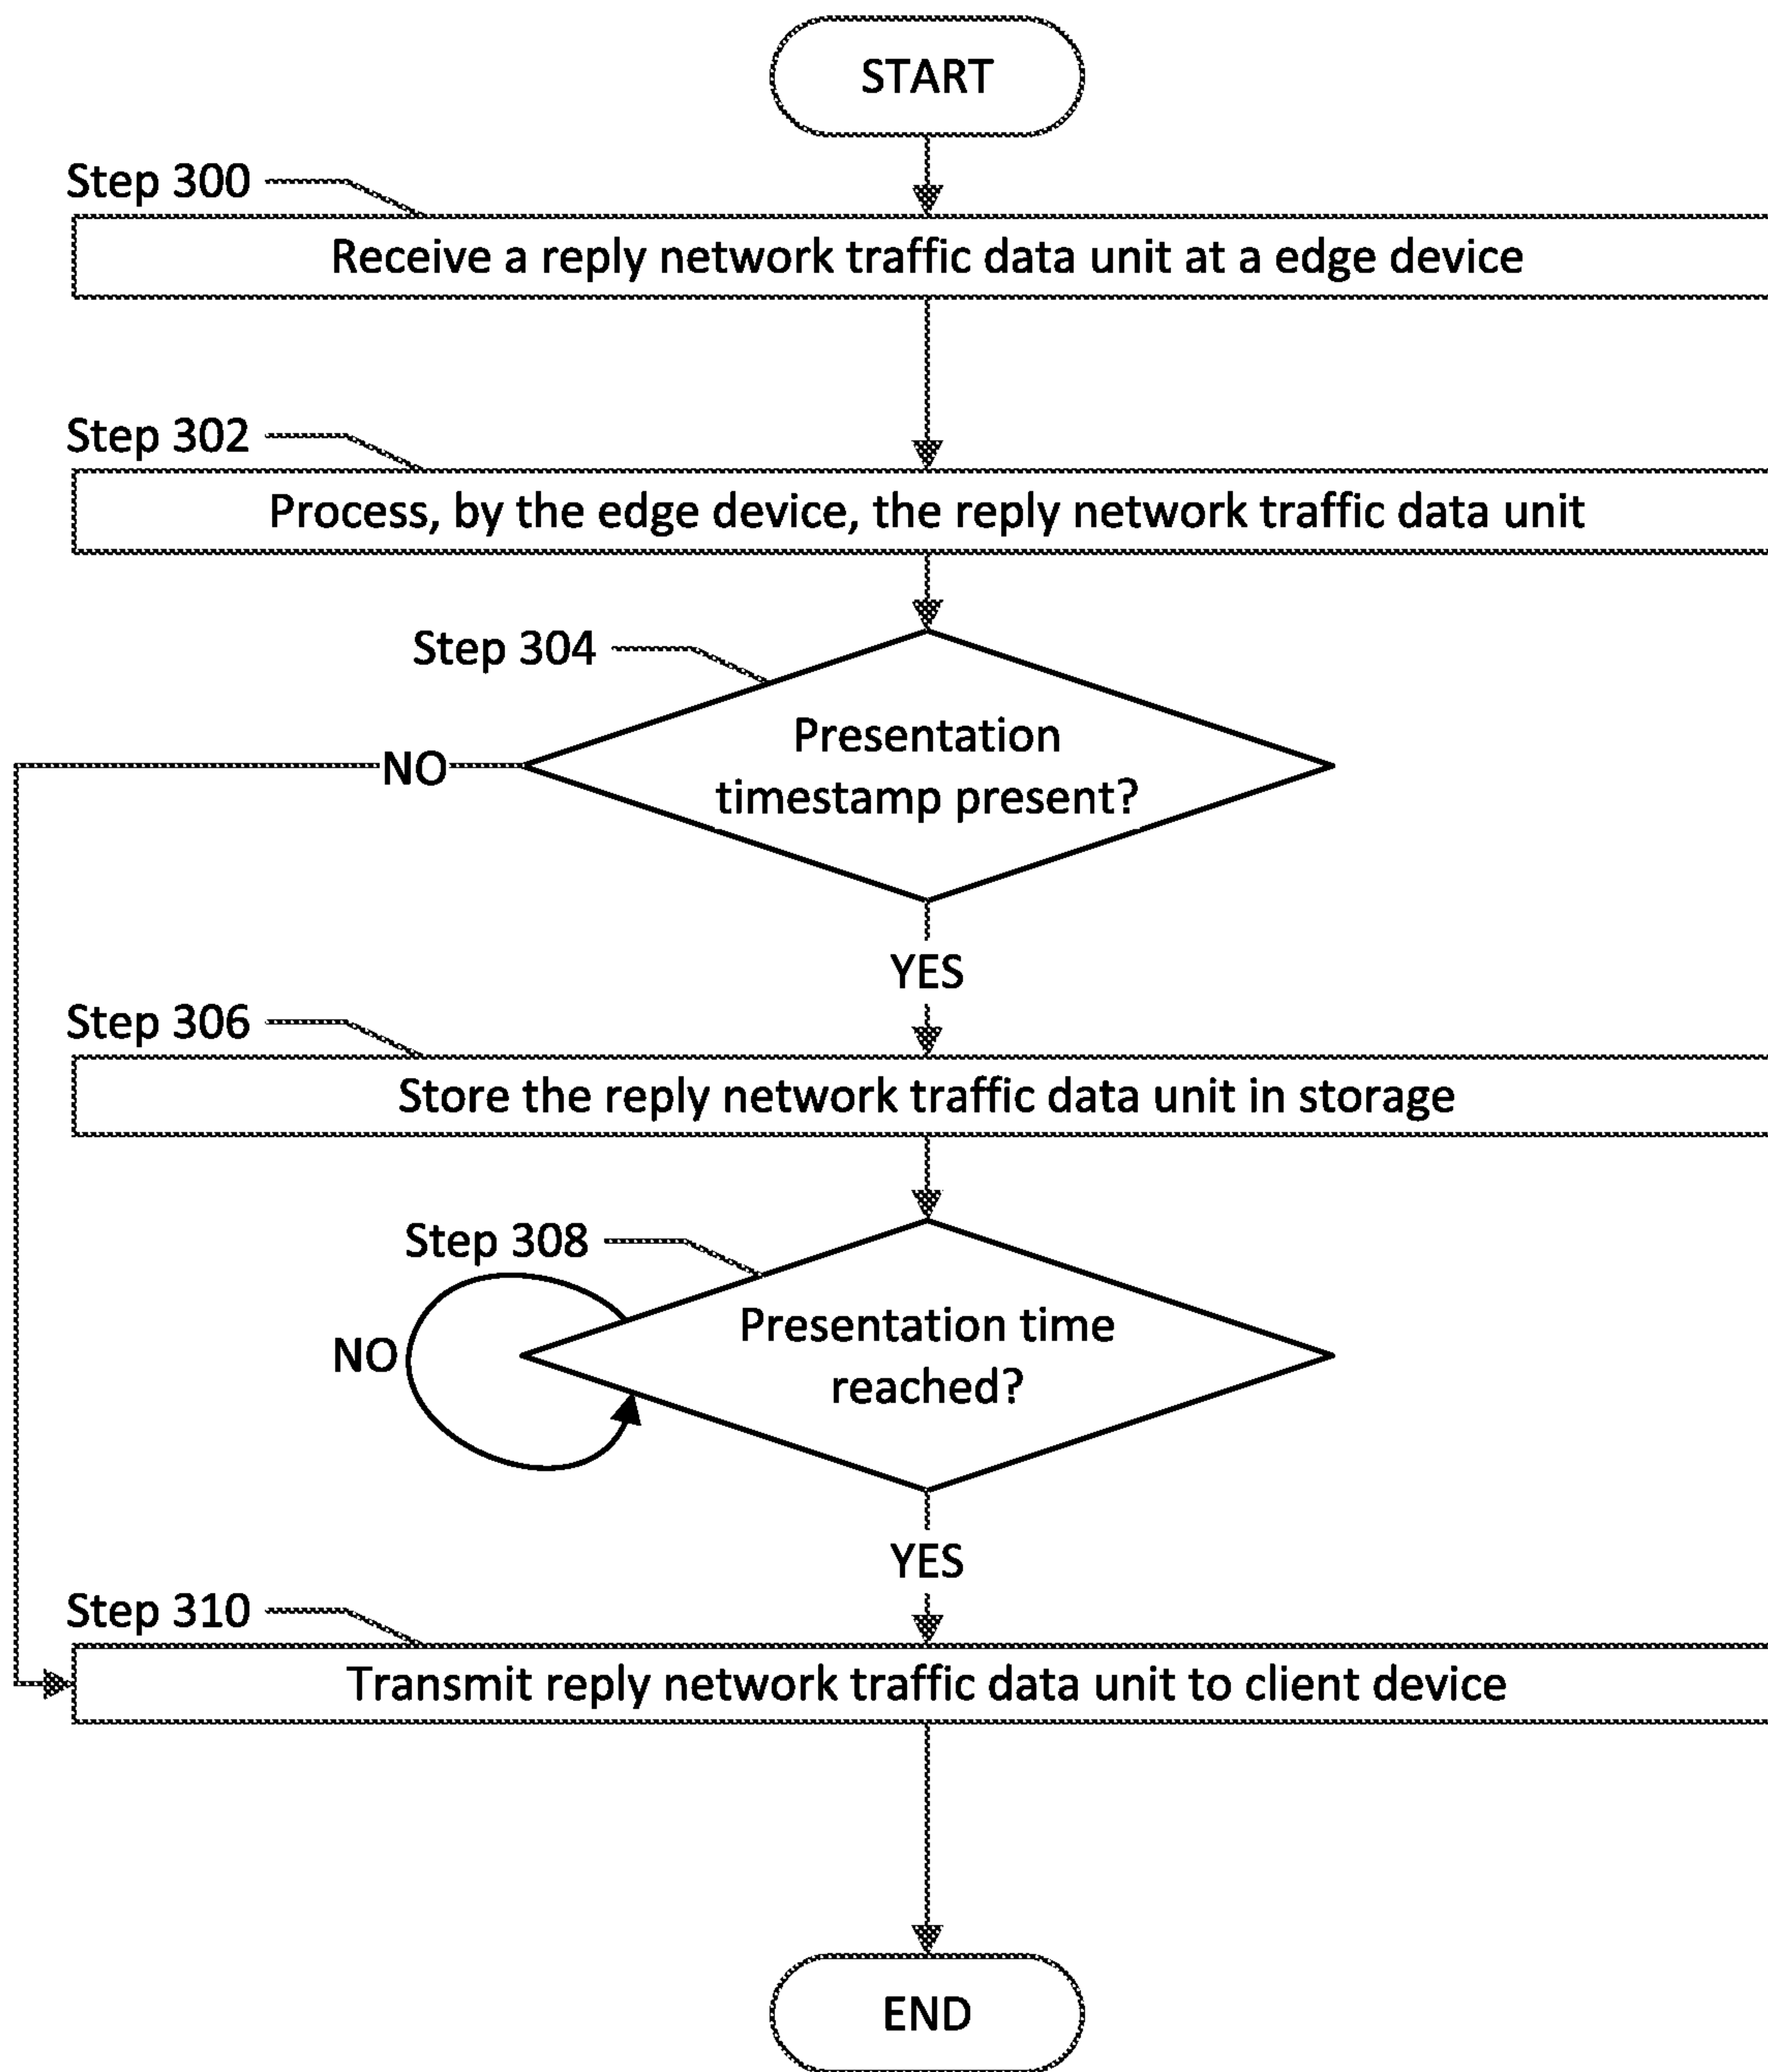 START
Step 300
Receive a reply network traffic data unit at a edge device
Step 302
Process, by the edge device, the reply network traffic data unit
Step 304
Presentation
timestamp present?
NO
YES
Step 306
Store the reply network traffic data unit in storage
Step 308
Presentation time
reached?
NO
YES
Step 310
Transmit reply network traffic data unit to client device
END